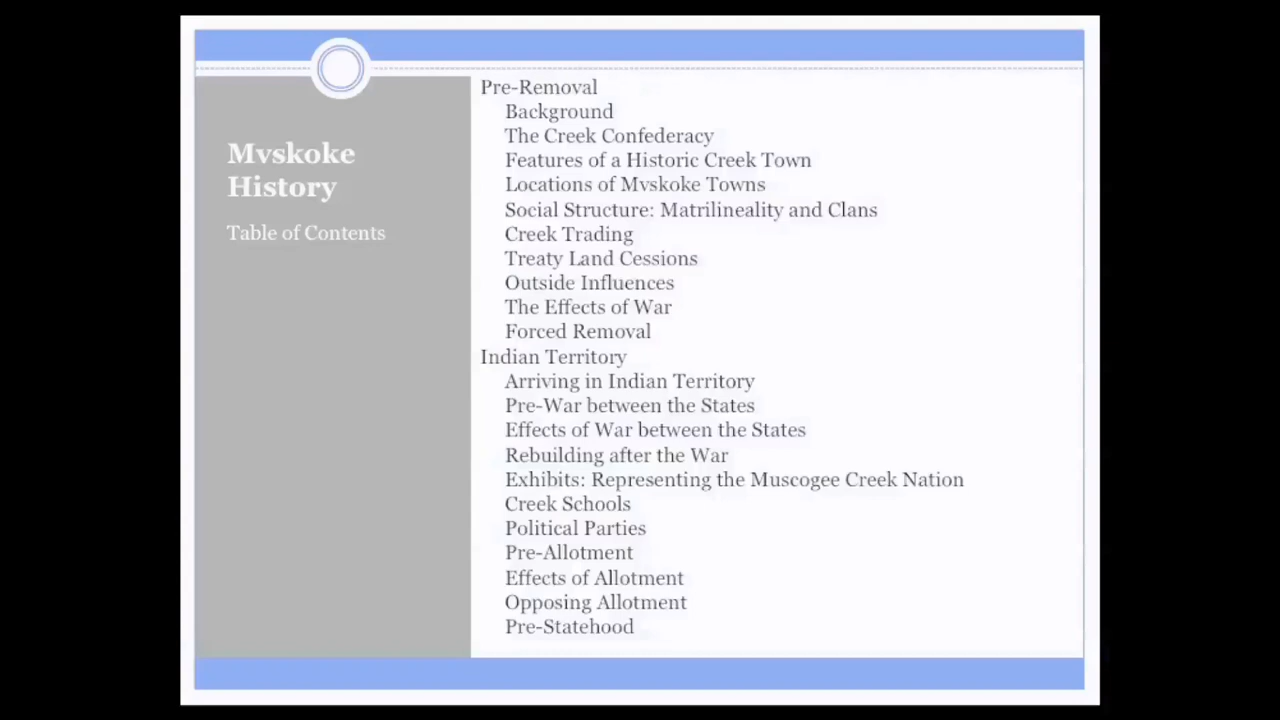 Mvskoke
History
Table of Contents
Pre-Removal
Background
The Creek Confederacy
Features of a Historic Creek Town
Locations of Mvskoke Towns
Social Structure: Matrilineality and Clans
Creek Trading
Treaty Land Cessions
Outside Influences
The Effects of War
Forced Removal
Indian Territory
Arriving in Indian Territory
Pre-War between the States
Effects of War between the States
Rebuilding after the War
Exhibits: Representing the Muscogee Creek Nation
Creek Schools
Political Parties
Pre-Allotment
Effects of Allotment
Opposing Allotment
Pre-Statehood